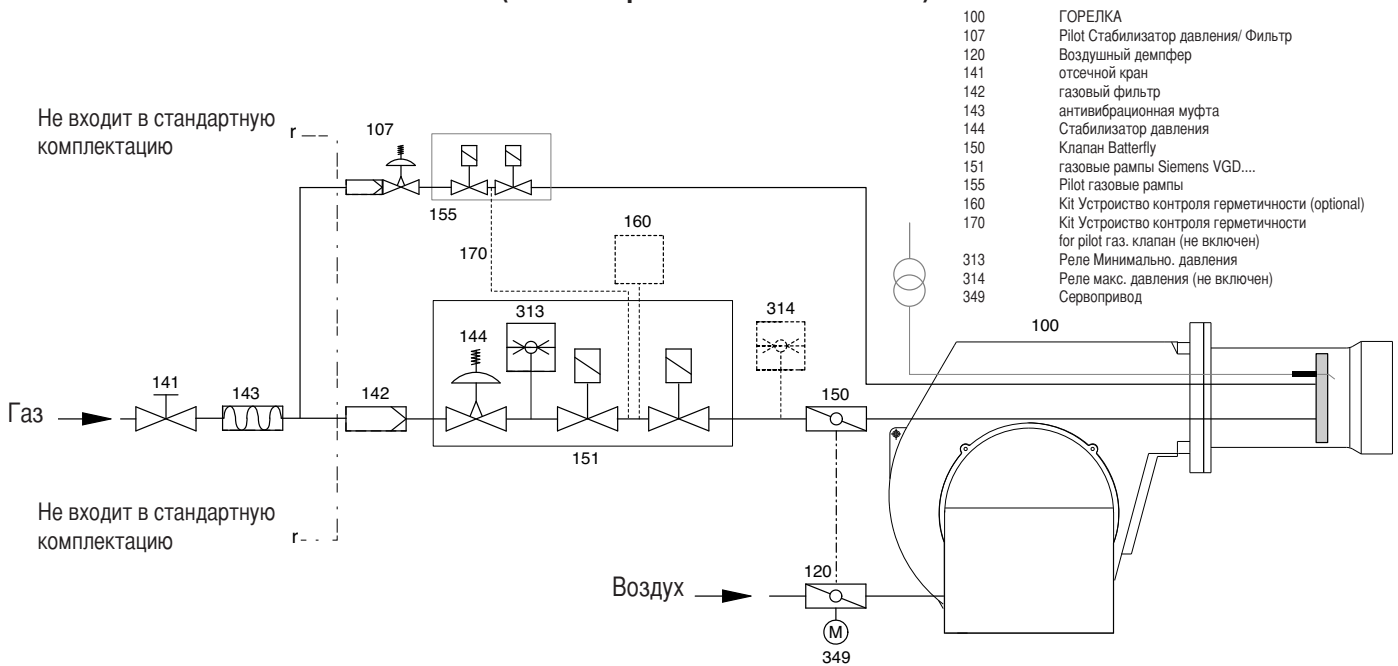 100 ГОРЕЛКА
107 Pilot Стабилизатор давления/ Фильтр
120 Воздушный демпфер
141 отсечной кран
142 газовый фильтр
143 антивибрационная муфта
144 Стабилизатор давления
150 Клапан Batterfly
151 газовые рампы Siemens VGD....
155 Pilot газовые рампы
160 Kit Устроиство контроля герметичности (optional)
170 Kit Устроиство контроля герметичности
for pilot газ. клапан (не включен)
313 Реле Минимально. давления
314 Реле макс. давления (не включен)
349 Сервопривод
Не входит в стандартную
комплектацию
r
107
155
160
170
313
314
144
100
141
143
142
150
Газ
151
Не входит в стандартную
комплектацию
r
120
Воздух
M
349